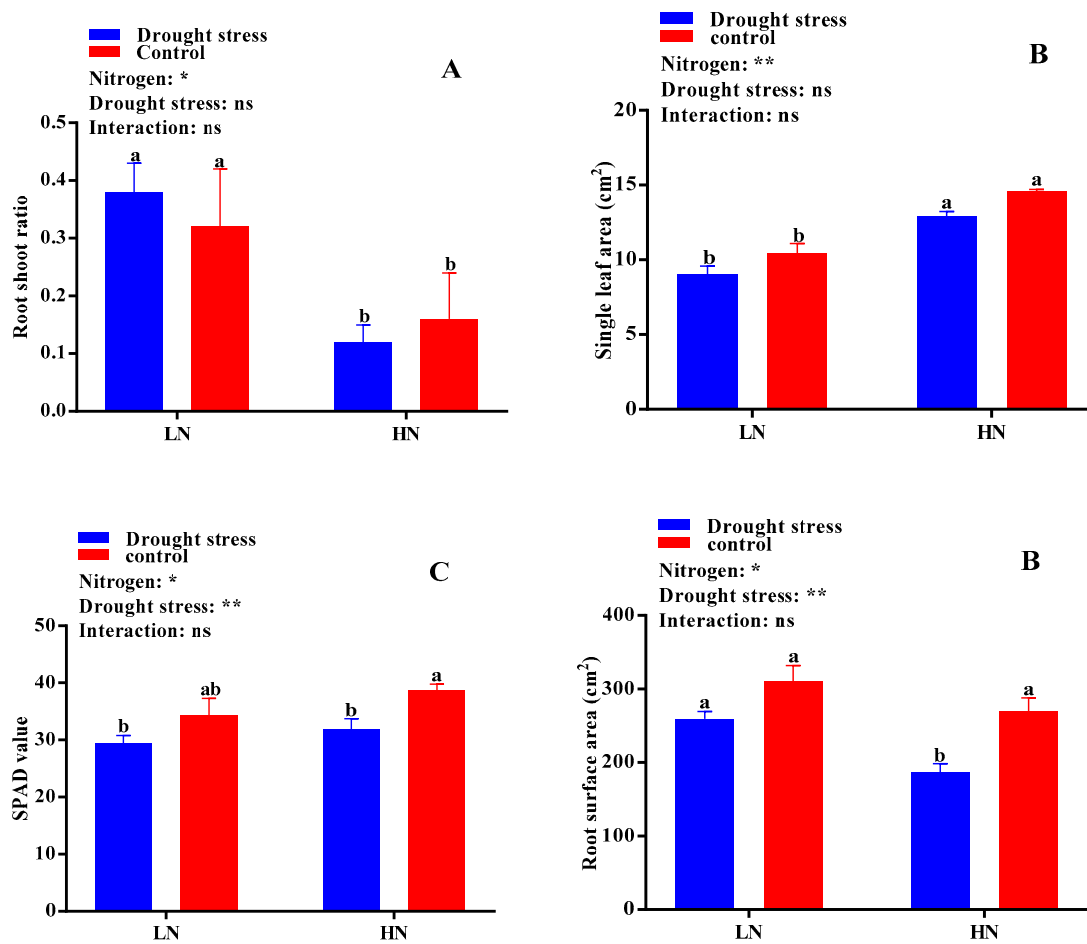 Drought stress
Control
Nitrogen: *
Drought stress: ns
Interaction: ns
A
0.5
0.4
0.3
0.2
0.1
0.0
Root shoot ratio
a
a
b
b
LN
HN
Drought stress
control
Nitrogen: **
Drought stress: ns
Interaction: ns
B
20
15
10
5
0
Single leaf area (cm²)
b
b
a
a
LN
HN
Drought stress
control
Nitrogen: *
Drought stress: **
Interaction: ns
C
50
40
30
20
10
0
SPAD value
b
ab
b
a
LN
HN
Drought stress
control
Nitrogen: *
Drought stress: **
Interaction: ns
B
400
300
200
100
0
Root surface area (cm²)
a
a
b
a
LN
HN